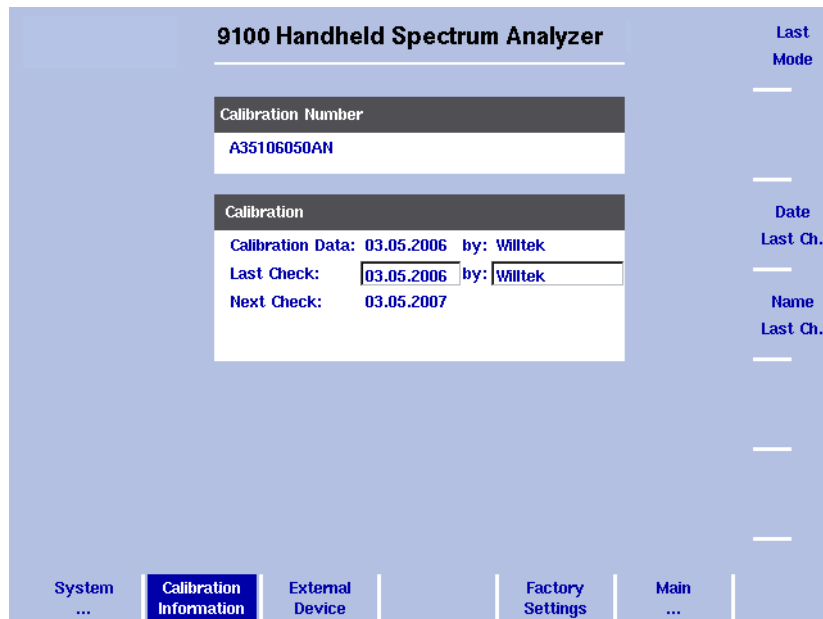 9100 Handheld Spectrum Analyzer
Last
Mode
Calibration Number
A35106050AN
Calibration
Calibration Data: 03.05.2006 by: Willtek
Last Check: 03.05.2006 by: Willtek
Next Check: 03.05.2007
Date
Last Ch.
Name
Last Ch.
System
...
Calibration
Information
External
Device
Factory
Settings
Main
...